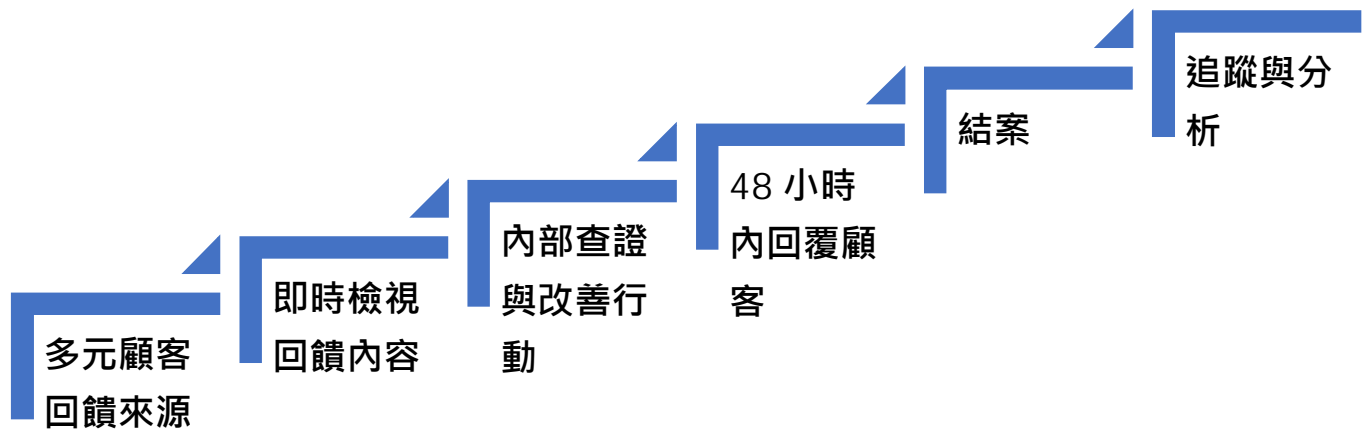 多元顧客
回饋來源
即時檢視
回饋內容
內部查證
與改善行
動
48 小時
內回覆顧
客
結案
追蹤與分
析